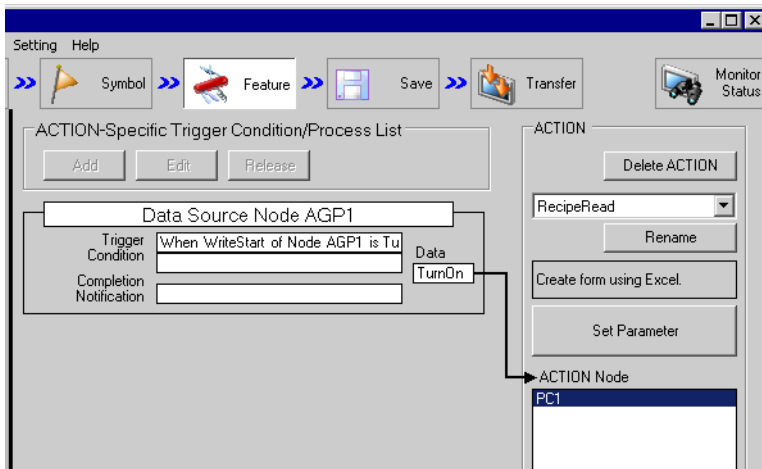 Setting Help
Symbol Feature Save Transfer Monitor
Status
ACTION-Specific Trigger Condition/Process List
Add Edit Release
Data Source Node AGP1
Trigger
Condition
When WriteStart of Node AGP1 is Tu
Completion
Notification
Data
TurnOn
ACTION
Delete ACTION
RecipeRead
Rename
Create form using Excel.
Set Parameter
ACTION Node
PC1